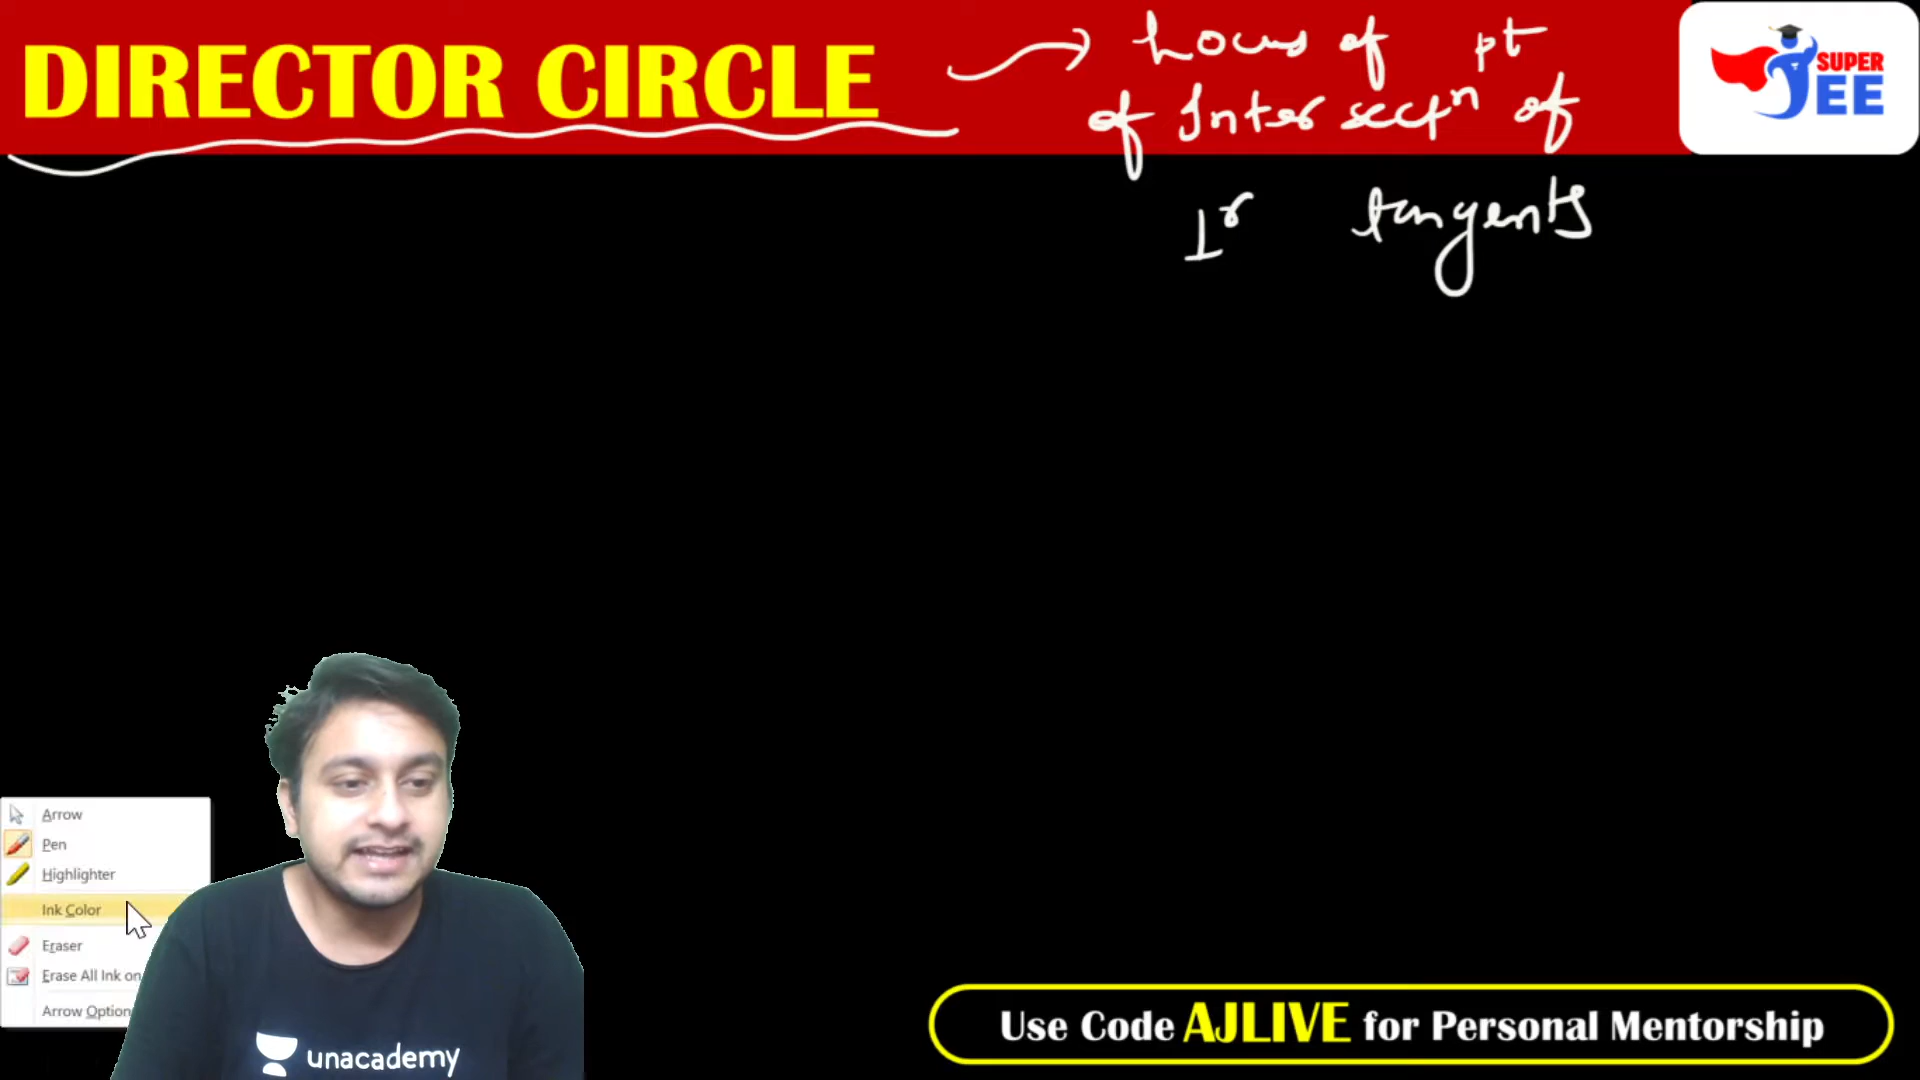 DIRECTOR CIRCLE
Locus of pt
of Intersectⁿ of
⊥ʳ tangents
SUPER
JEE
Arrow
Pen
Highlighter
Ink Color
Eraser
Erase All Ink on
Arrow Option
unacademy
Use Code AJLIVE for Personal Mentorship